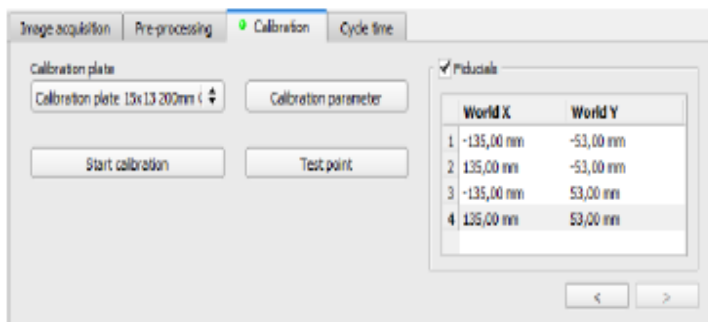 Image acquisition Pre-processing Calibration Cycle time
Calibration plate
Calibration plate 15x13 200mm (
Calibration parameter
Start calibration
Test point
Fiducials
World X World Y
1 -135,00 mm -53,00 mm
2 135,00 mm -53,00 mm
3 -135,00 mm 53,00 mm
4 135,00 mm 53,00 mm
< >